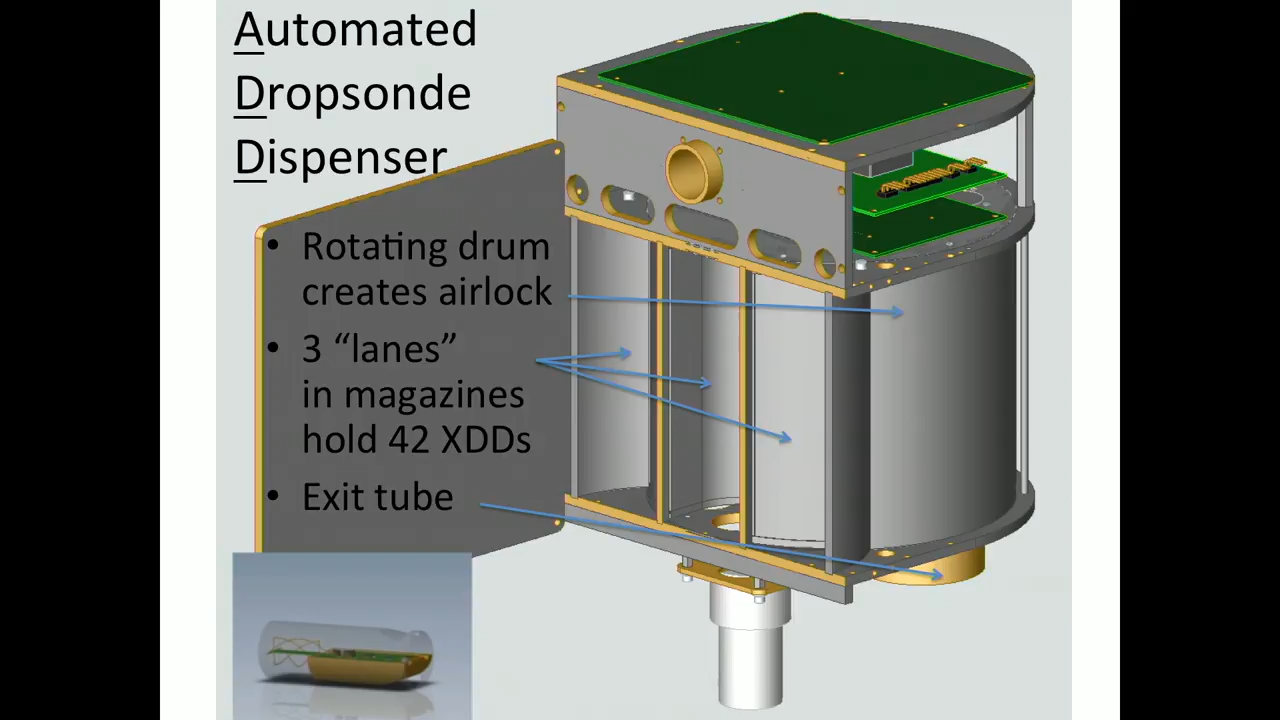 Automated
Dropsonde
Dispenser
• Rotating drum
creates airlock
• 3 “lanes”
in magazines
hold 42 XDDs
• Exit tube